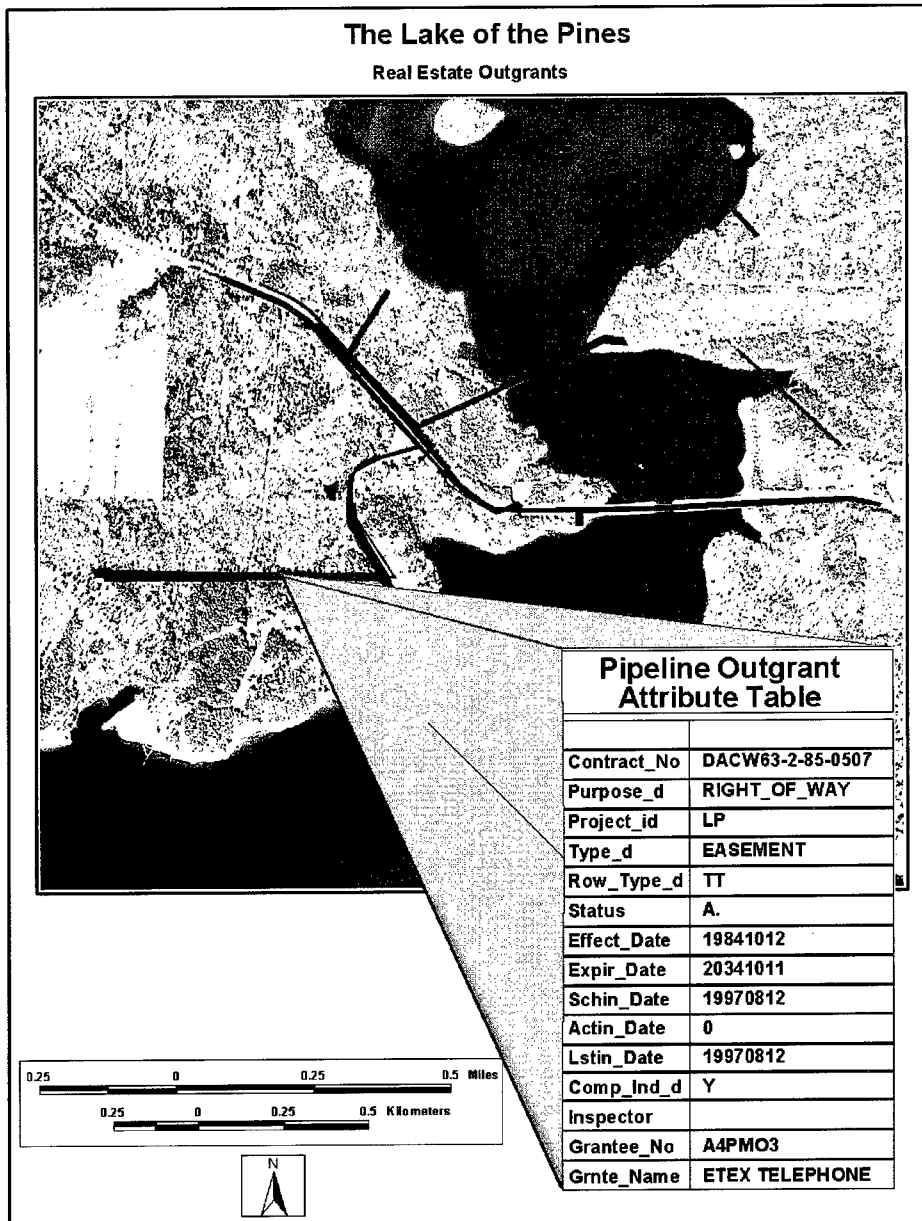 The Lake of the Pines
Real Estate Outgrants
Pipeline Outgrant
Attribute Table
Contract_No DACW63-2-85-0507
Purpose_d RIGHT_OF_WAY
Project_id LP
Type_d EASEMENT
Row_Type_d TT
Status A.
Effect_Date 19841012
Expir_Date 20341011
Schin_Date 19970812
Actin_Date 0
Lstin_Date 19970812
Comp_Ind_d Y
Inspector
Grantee_No A4PMO3
Grnte_Name ETEX TELEPHONE
0.25 0 0.25 0.5 Miles
0.25 0 0.25 0.5 Kilometers
N